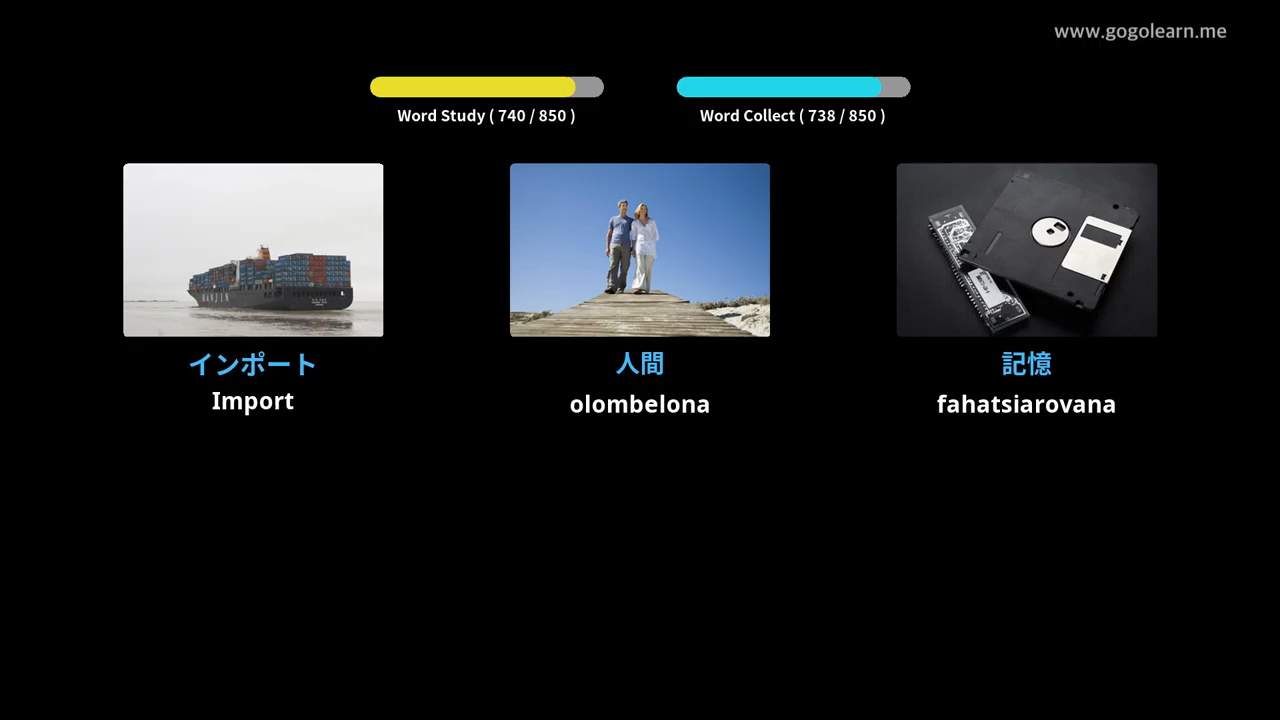 www.gogolearn.me
Word Study ( 740 / 850 )
Word Collect ( 738 / 850 )
インポート
Import
人間
olombelona
記憶
fahatsiarovana